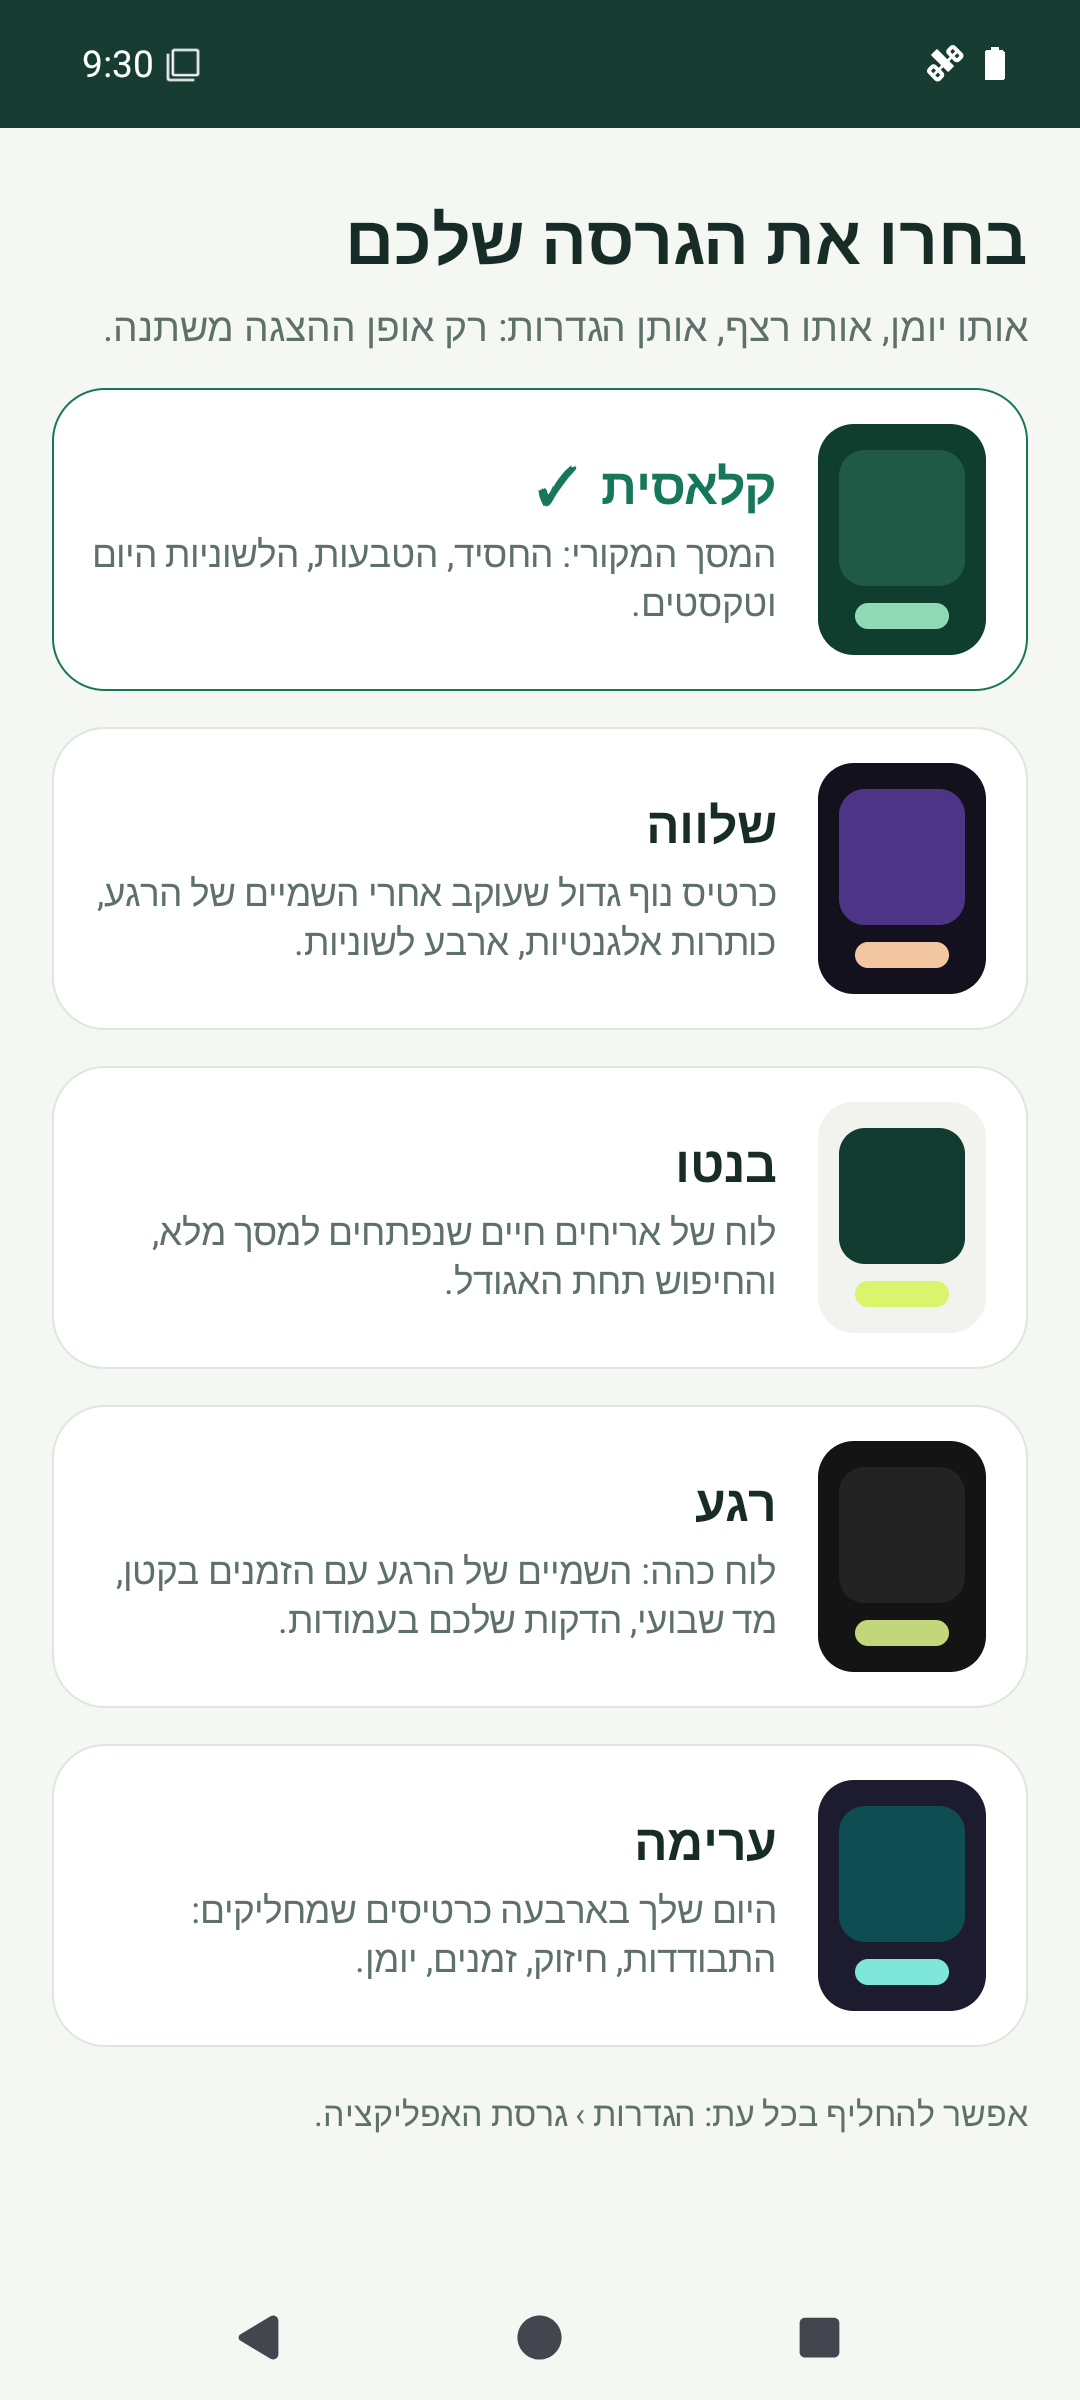 9:30
בחרו את הגרסה שלכם
אותו יומן, אותו רצף, אותן הגדרות: רק אופן ההצגה משתנה.
קלאסית ✓
המסך המקורי: החסיד, הטבעות, הלשוניות היום
וטקסטים.
שלווה
כרטיס נוף גדול שעוקב אחרי השמיים של הרגע,
כותרות אלגנטיות, ארבע לשוניות.
בנטו
לוח של אריחים חיים שנפתחים למסך מלא,
והחיפוש תחת האגודל.
רגע
לוח כהה: השמיים של הרגע עם הזמנים בקטן,
מד שבועי, הדקות שלכם בעמודות.
ערימה
היום שלך בארבעה כרטיסים שמחליקים:
התבודדות, חיזוק, זמנים, יומן.
אפשר להחליף בכל עת: הגדרות › גרסת האפליקציה.